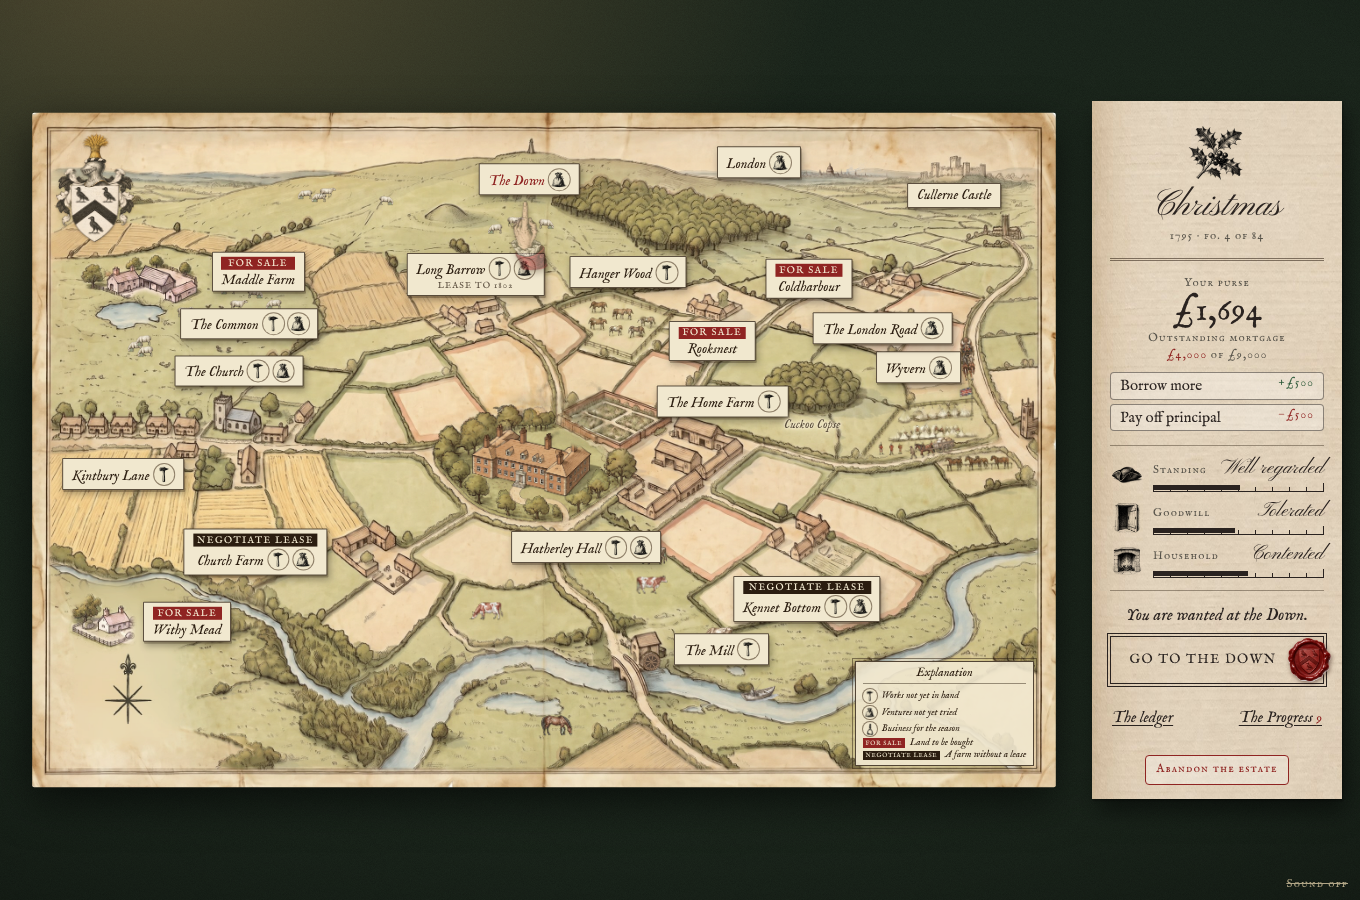 London
The Down
Cullerne Castle
FOR SALE
Maddle Farm
Long Barrow
LEASE TO 1802
Hanger Wood
FOR SALE
Coldharbour
The Common
FOR SALE
Rooksnest
The London Road
The Church
Wyvern
The Home Farm
Cuckoo Copse
Kintbury Lane
NEGOTIATE LEASE
Church Farm
Hatherley Hall
NEGOTIATE LEASE
Kennet Bottom
FOR SALE
Withy Mead
The Mill
Explanation
Works not yet in hand
Ventures not yet tried
Business for the season
FOR SALE Land to be bought
NEGOTIATE LEASE A farm without a lease
Christmas
1795 · FO. 4 OF 84
YOUR PURSE
£1,694
OUTSTANDING MORTGAGE
£4,000 OF £9,000
Borrow more +£500
Pay off principal −£500
STANDING Well regarded
GOODWILL Tolerated
HOUSEHOLD Contented
You are wanted at the Down.
GO TO THE DOWN
The ledger The Progress 9
ABANDON THE ESTATE
SOUND OFF